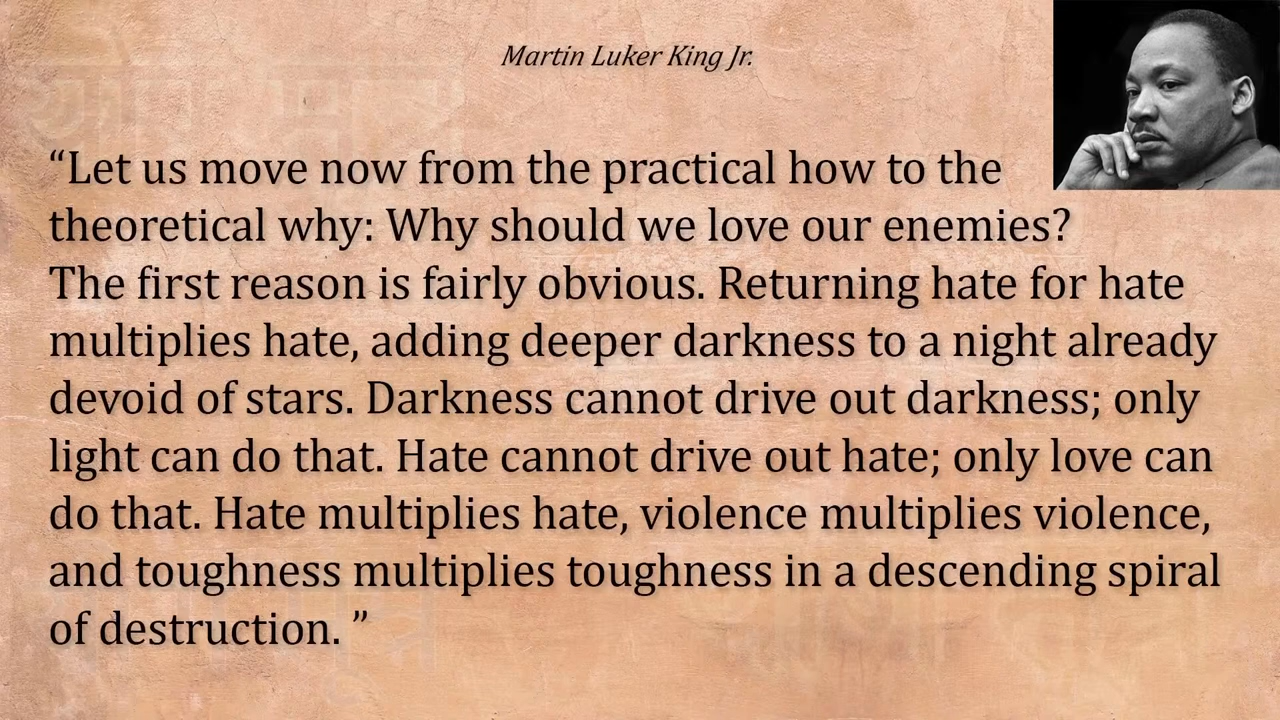 Martin Luker King Jr.
“Let us move now from the practical how to the
theoretical why: Why should we love our enemies?
The first reason is fairly obvious. Returning hate for hate
multiplies hate, adding deeper darkness to a night already
devoid of stars. Darkness cannot drive out darkness; only
light can do that. Hate cannot drive out hate; only love can
do that. Hate multiplies hate, violence multiplies violence,
and toughness multiplies toughness in a descending spiral
of destruction. ”